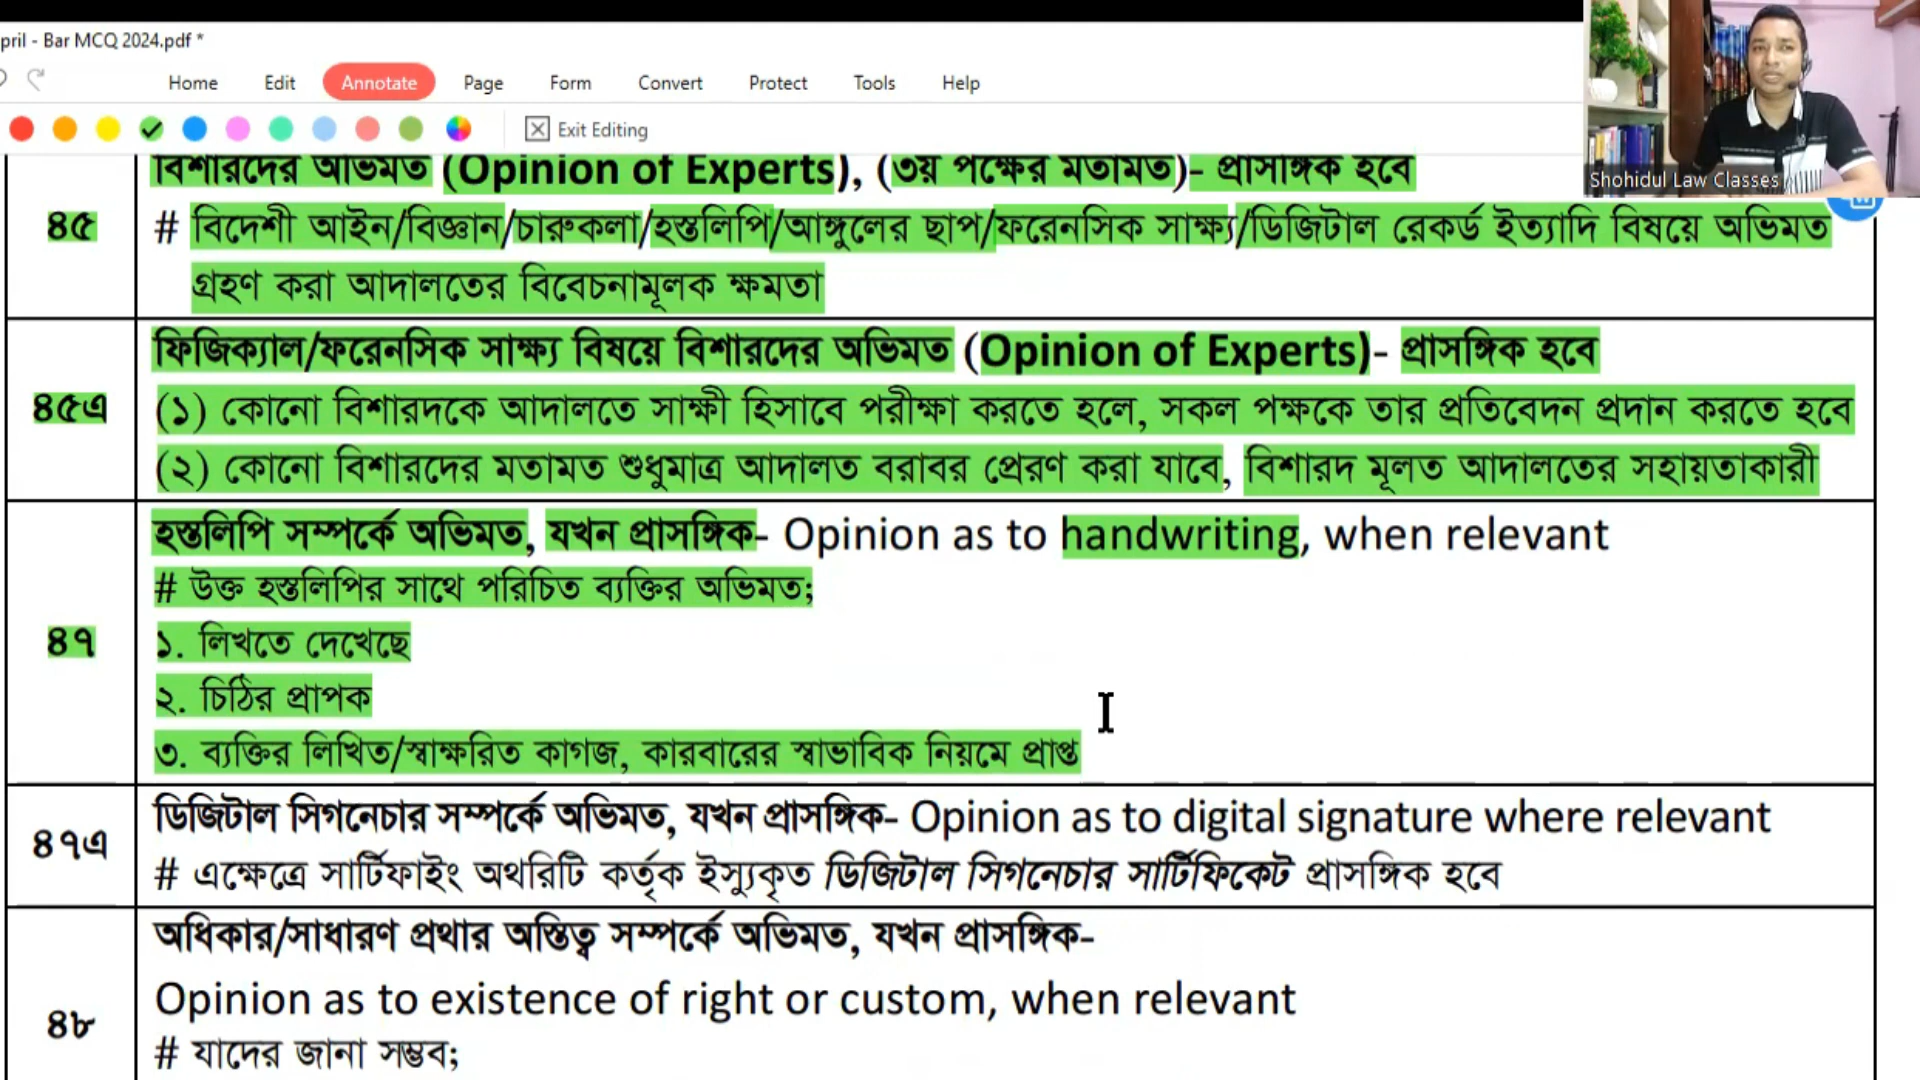 pril - Bar MCQ 2024.pdf *
Home Edit Annotate Page Form Convert Protect Tools Help
Exit Editing
Shohidul Law Classes
বিশারদের অভিমত (Opinion of Experts), (৩য় পক্ষের মতামত)- প্রাসঙ্গিক হবে
৪৫
# বিদেশী আইন/বিজ্ঞান/চারুকলা/হস্তলিপি/আঙ্গুলের ছাপ/ফরেনসিক সাক্ষ্য/ডিজিটাল রেকর্ড ইত্যাদি বিষয়ে অভিমত
গ্রহণ করা আদালতের বিবেচনামূলক ক্ষমতা
ফিজিক্যাল/ফরেনসিক সাক্ষ্য বিষয়ে বিশারদের অভিমত (Opinion of Experts)- প্রাসঙ্গিক হবে
৪৫এ
(১) কোনো বিশারদকে আদালতে সাক্ষী হিসাবে পরীক্ষা করতে হলে, সকল পক্ষকে তার প্রতিবেদন প্রদান করতে হবে
(২) কোনো বিশারদের মতামত শুধুমাত্র আদালত বরাবর প্রেরণ করা যাবে, বিশারদ মূলত আদালতের সহায়তাকারী
হস্তলিপি সম্পর্কে অভিমত, যখন প্রাসঙ্গিক- Opinion as to handwriting, when relevant
# উক্ত হস্তলিপির সাথে পরিচিত ব্যক্তির অভিমত;
৪৭
১. লিখতে দেখেছে
২. চিঠির প্রাপক
৩. ব্যক্তির লিখিত/স্বাক্ষরিত কাগজ, কারবারের স্বাভাবিক নিয়মে প্রাপ্ত
ডিজিটাল সিগনেচার সম্পর্কে অভিমত, যখন প্রাসঙ্গিক- Opinion as to digital signature where relevant
৪৭এ
# এক্ষেত্রে সার্টিফাইং অথরিটি কর্তৃক ইস্যুকৃত ডিজিটাল সিগনেচার সার্টিফিকেট প্রাসঙ্গিক হবে
অধিকার/সাধারণ প্রথার অস্তিত্ব সম্পর্কে অভিমত, যখন প্রাসঙ্গিক-
Opinion as to existence of right or custom, when relevant
৪৮
# যাদের জানা সম্ভব;